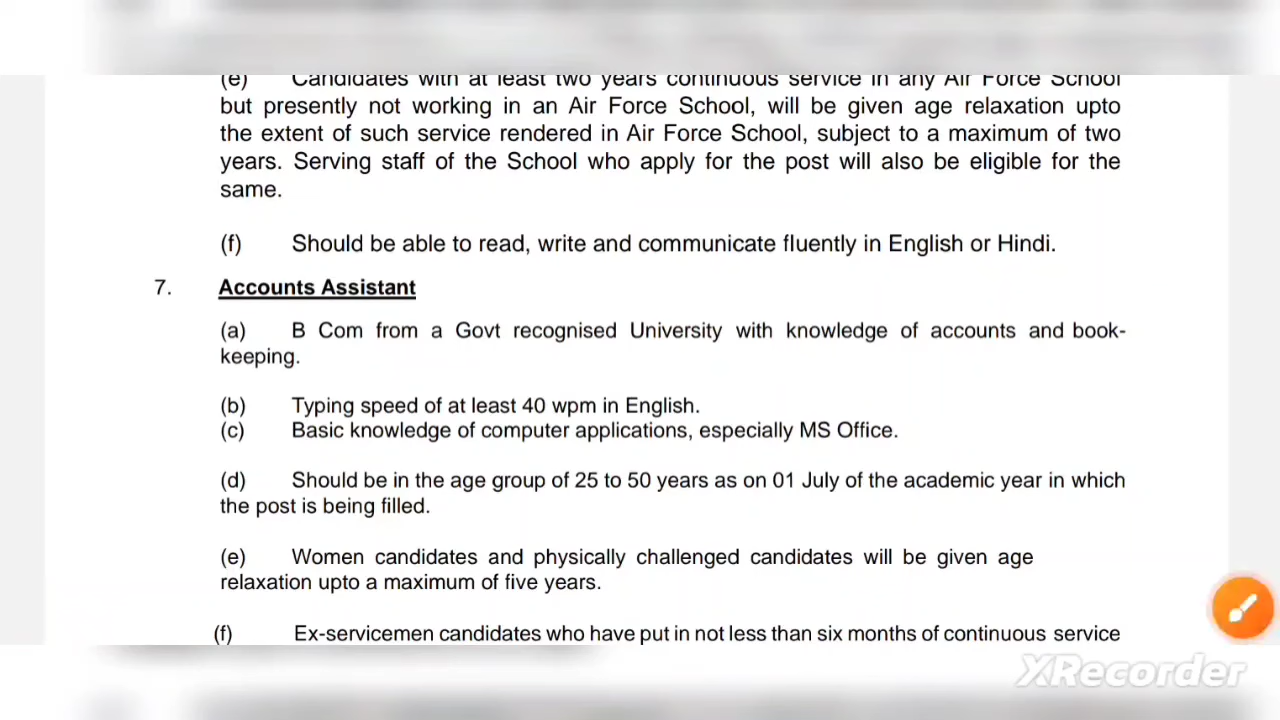 (e) Candidates with at least two years continuous service in any Air Force School
but presently not working in an Air Force School, will be given age relaxation upto
the extent of such service rendered in Air Force School, subject to a maximum of two
years. Serving staff of the School who apply for the post will also be eligible for the
same.
(f) Should be able to read, write and communicate fluently in English or Hindi.
7. Accounts Assistant
(a) B Com from a Govt recognised University with knowledge of accounts and book-
keeping.
(b) Typing speed of at least 40 wpm in English.
(c) Basic knowledge of computer applications, especially MS Office.
(d) Should be in the age group of 25 to 50 years as on 01 July of the academic year in which
the post is being filled.
(e) Women candidates and physically challenged candidates will be given age
relaxation upto a maximum of five years.
(f) Ex-servicemen candidates who have put in not less than six months of continuous service
XRecorder